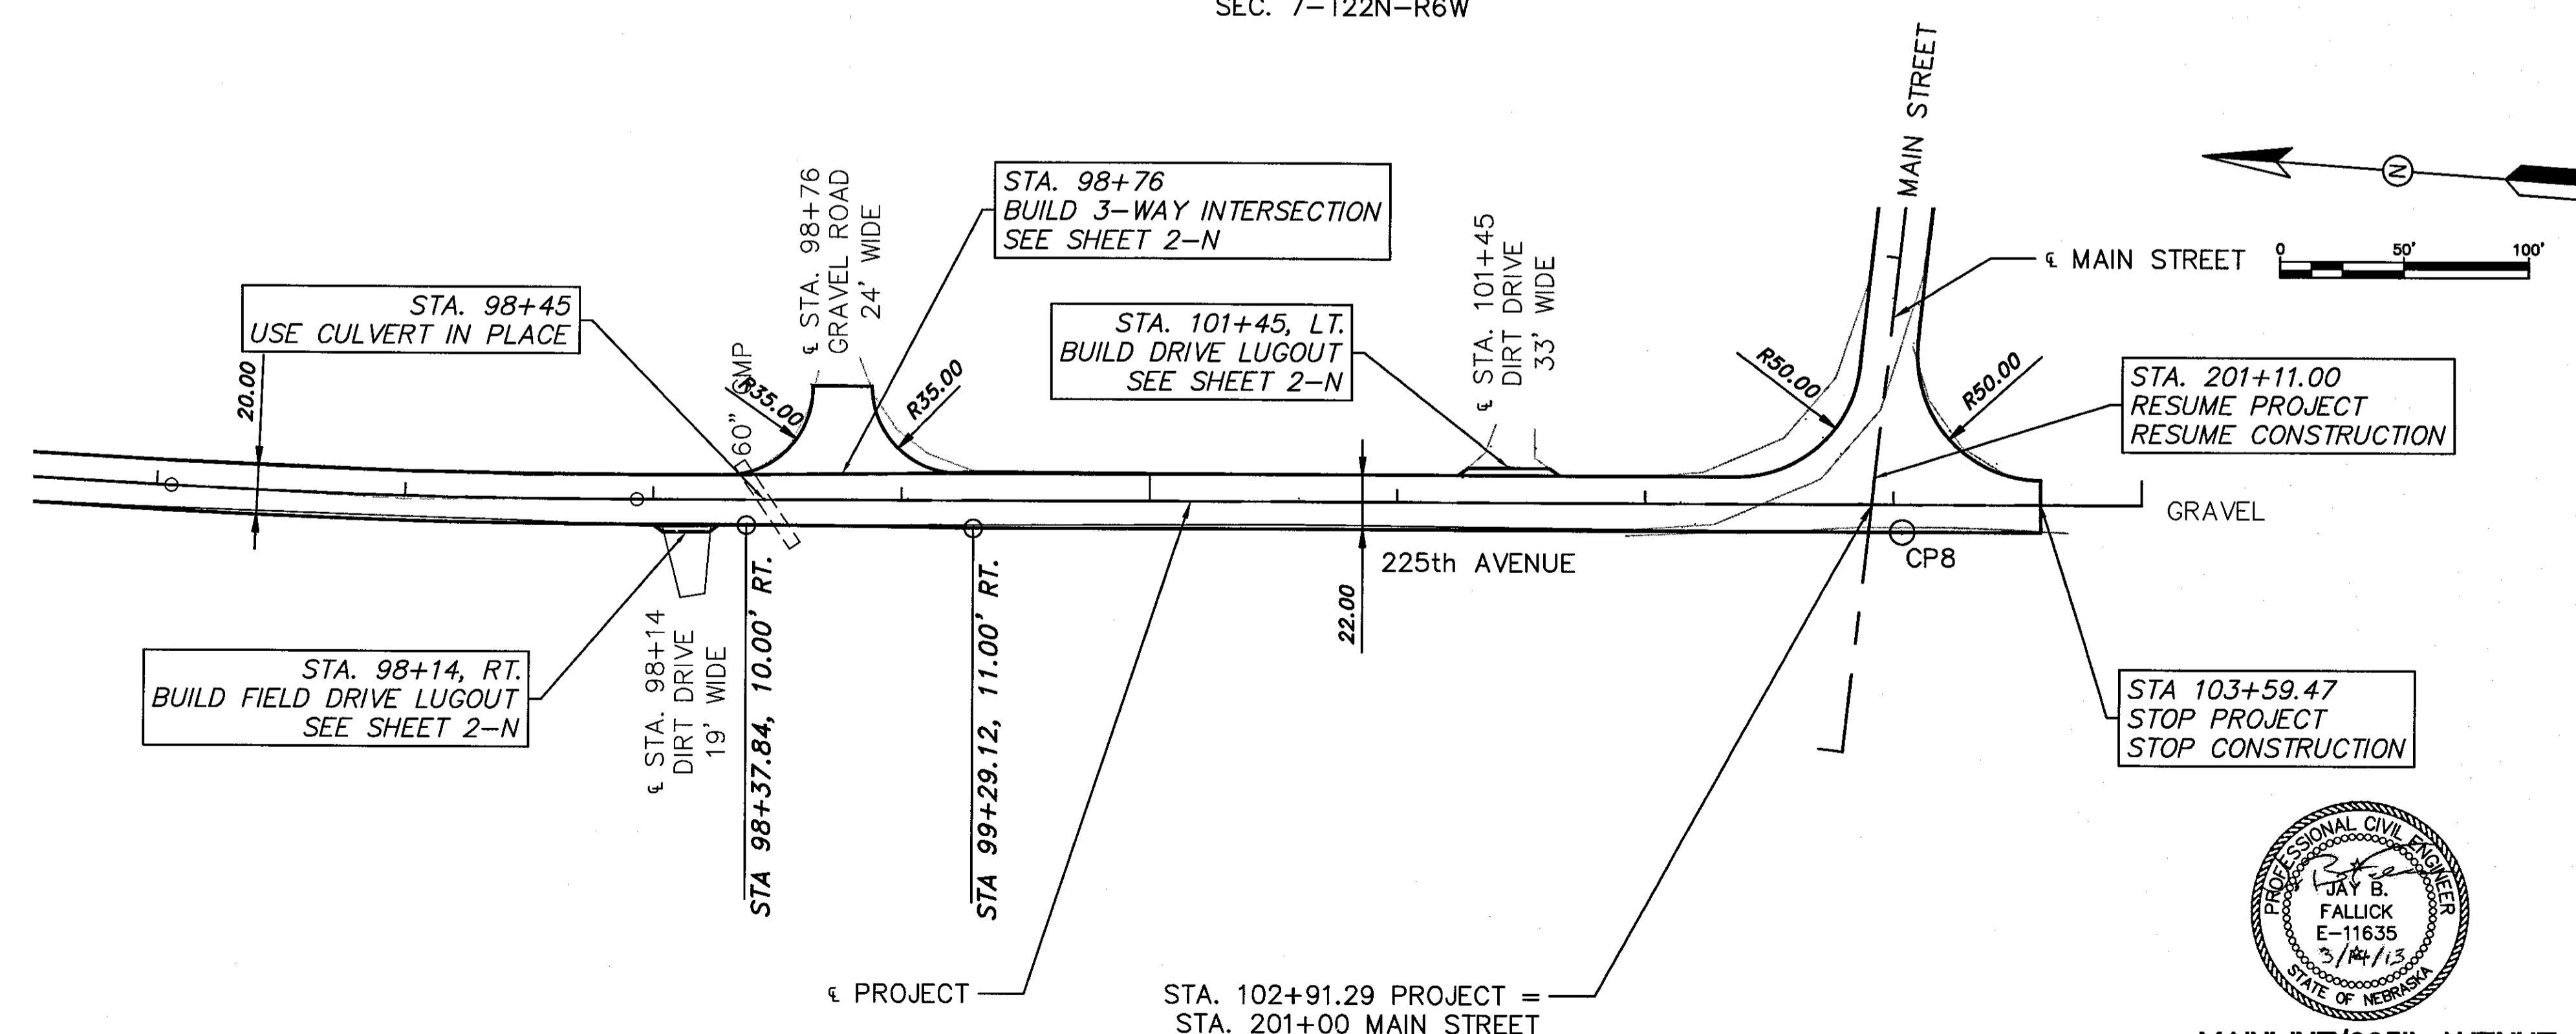 SEC. 7-T22N-R6W
MAIN STREET
N
STA. 98+76
BUILD 3-WAY INTERSECTION
SEE SHEET 2-N
℄ STA. 98+76
GRAVEL ROAD
24' WIDE
℄ MAIN STREET
0 50' 100'
STA. 98+45
USE CULVERT IN PLACE
60" CMP
R35.00
R35.00
STA. 101+45, LT.
BUILD DRIVE LUGOUT
SEE SHEET 2-N
℄ STA. 101+45
DIRT DRIVE
33' WIDE
R50.00
R50.00
STA. 201+11.00
RESUME PROJECT
RESUME CONSTRUCTION
20.00
GRAVEL
225th AVENUE
22.00
CP8
STA. 98+14, RT.
BUILD FIELD DRIVE LUGOUT
SEE SHEET 2-N
℄ STA. 98+14
DIRT DRIVE
19' WIDE
STA 98+37.84, 10.00' RT.
STA 99+29.12, 11.00' RT.
STA 103+59.47
STOP PROJECT
STOP CONSTRUCTION
℄ PROJECT
STA. 102+91.29 PROJECT =
STA. 201+00 MAIN STREET
PROFESSIONAL CIVIL ENGINEER
JAY B.
FALLICK
E-11635
3/14/13
STATE OF NEBRASKA